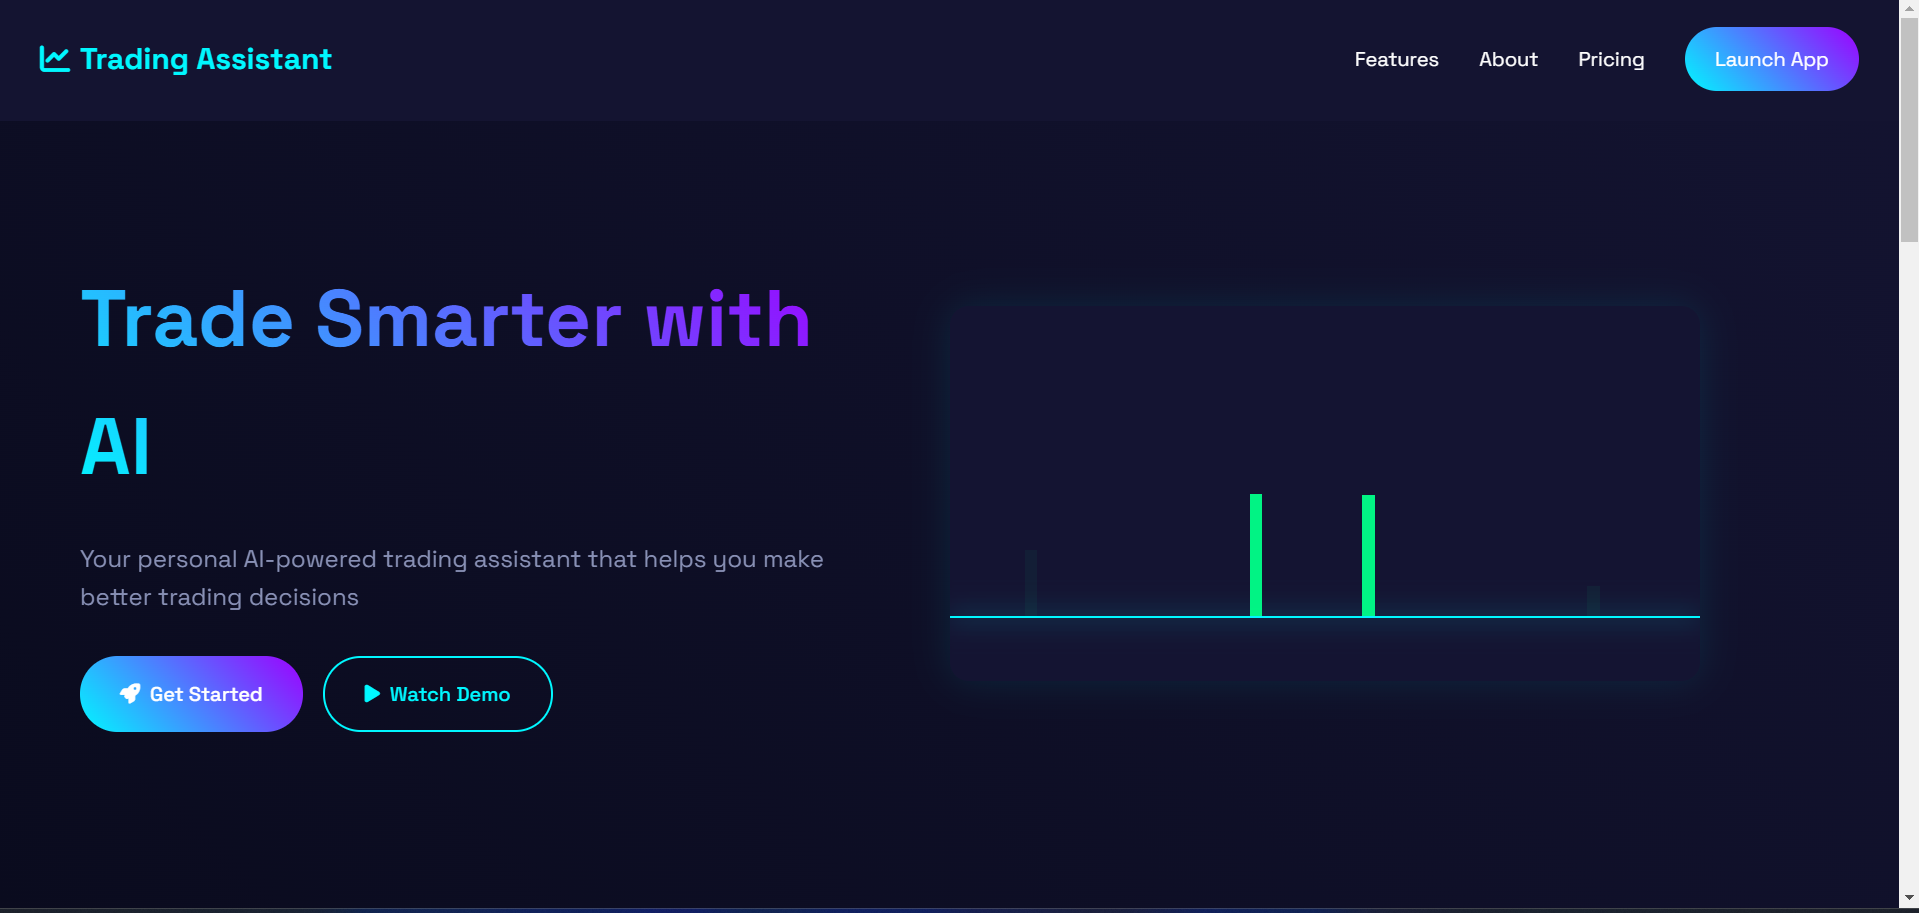 Trading Assistant
Features
About
Pricing
Launch App
Trade Smarter with
AI
Your personal AI-powered trading assistant that helps you make
better trading decisions
Get Started
Watch Demo